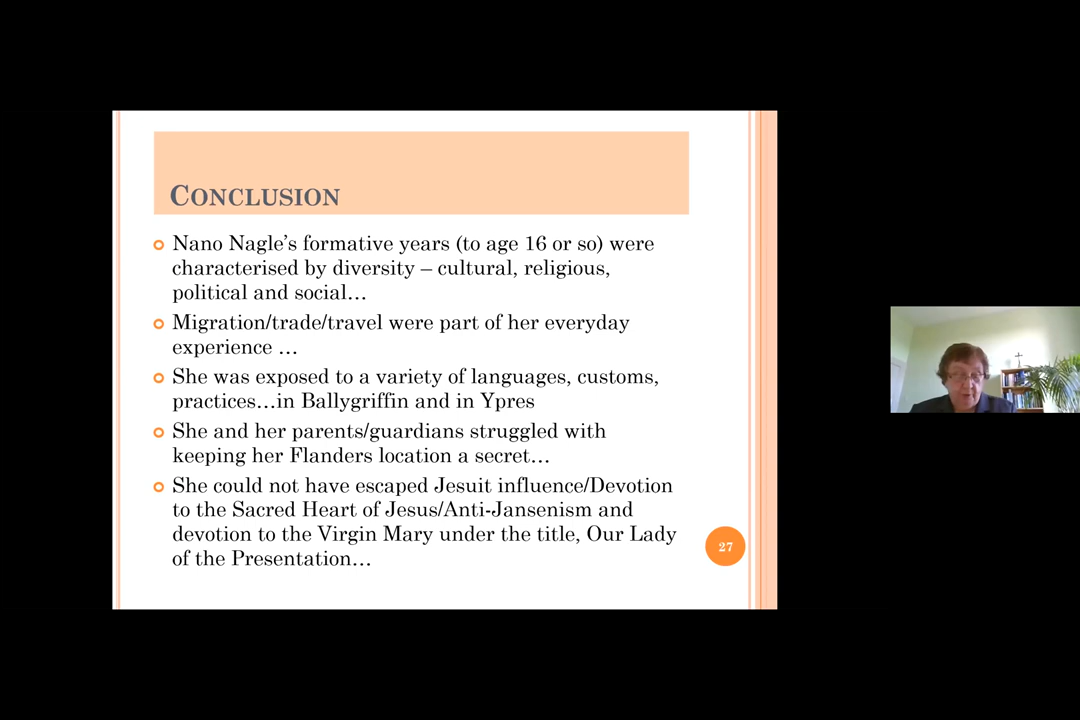 CONCLUSION
Nano Nagle's formative years (to age 16 or so) were
characterised by diversity – cultural, religious,
political and social…
Migration/trade/travel were part of her everyday
experience …
She was exposed to a variety of languages, customs,
practices…in Ballygriffin and in Ypres
She and her parents/guardians struggled with
keeping her Flanders location a secret…
She could not have escaped Jesuit influence/Devotion
to the Sacred Heart of Jesus/Anti-Jansenism and
devotion to the Virgin Mary under the title, Our Lady
of the Presentation…
27